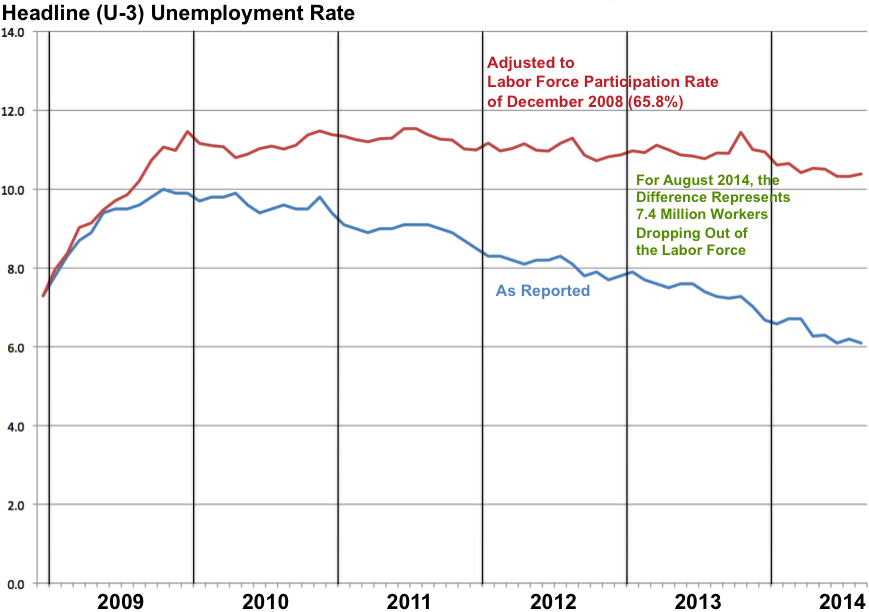 Headline (U-3) Unemployment Rate
14.0
12.0
10.0
8.0
6.0
4.0
2.0
0.0
Adjusted to
Labor Force Participation Rate
of December 2008 (65.8%)
For August 2014, the
Difference Represents
7.4 Million Workers
Dropping Out of
the Labor Force
As Reported
2009 2010 2011 2012 2013 2014